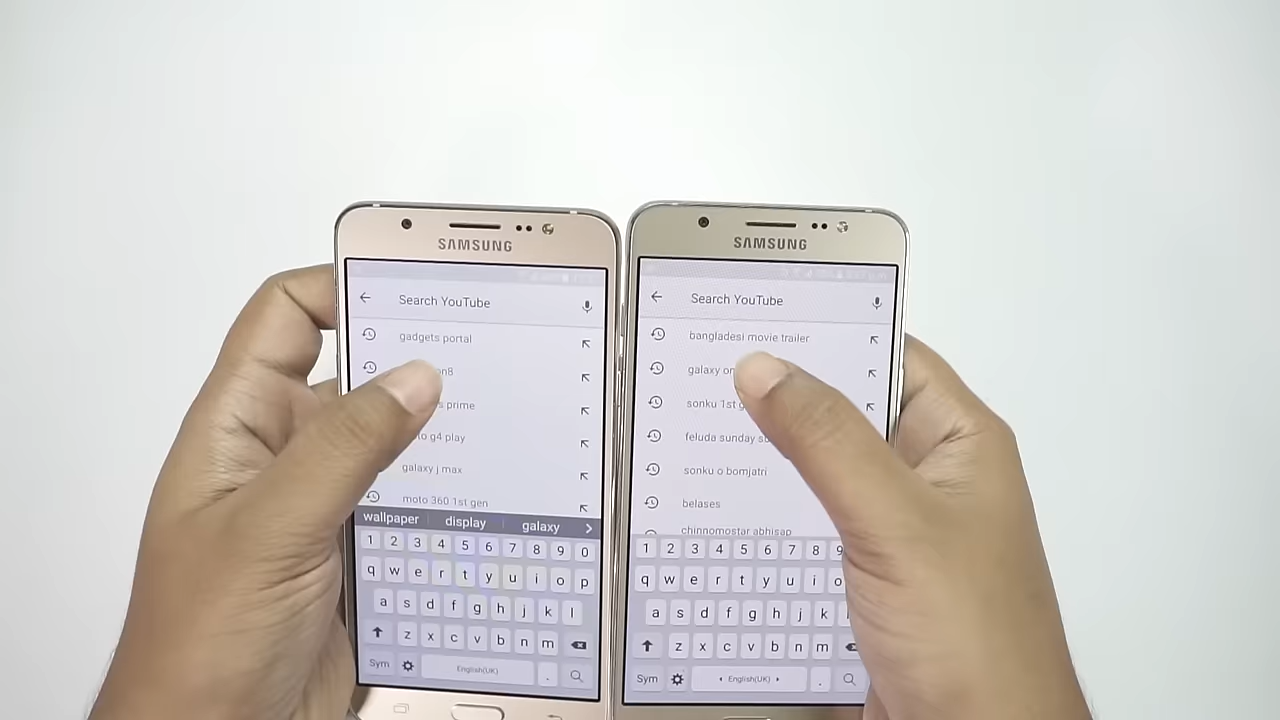 SAMSUNG
Search YouTube
gadgets portal
on8
s prime
g4 play
galaxy j max
moto 360 1st gen
wallpaper display galaxy
1 2 3 4 5 6 7 8 9 0
q w e r t y u i o p
a s d f g h j k l
z x c v b n m
Sym English(UK) .
SAMSUNG
Search YouTube
bangladesi movie trailer
galaxy on
sonku 1st
feluda sunday
sonku o bomjatri
belases
chinnomostar abhisap
1 2 3 4 5 6 7 8 9
q w e r t y u i o
a s d f g h j k l
z x c v b n m
Sym English(UK) .